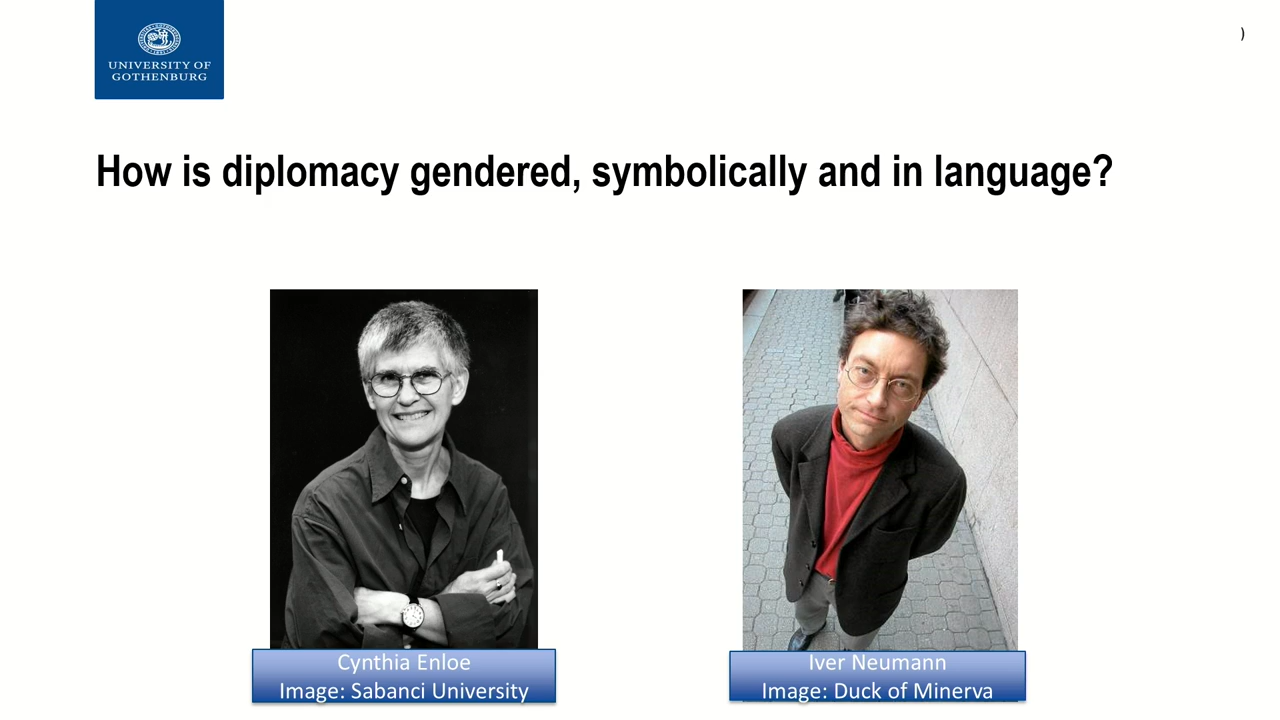 UNIVERSITY OF
GOTHENBURG
)
How is diplomacy gendered, symbolically and in language?
Cynthia Enloe
Image: Sabanci University
Iver Neumann
Image: Duck of Minerva